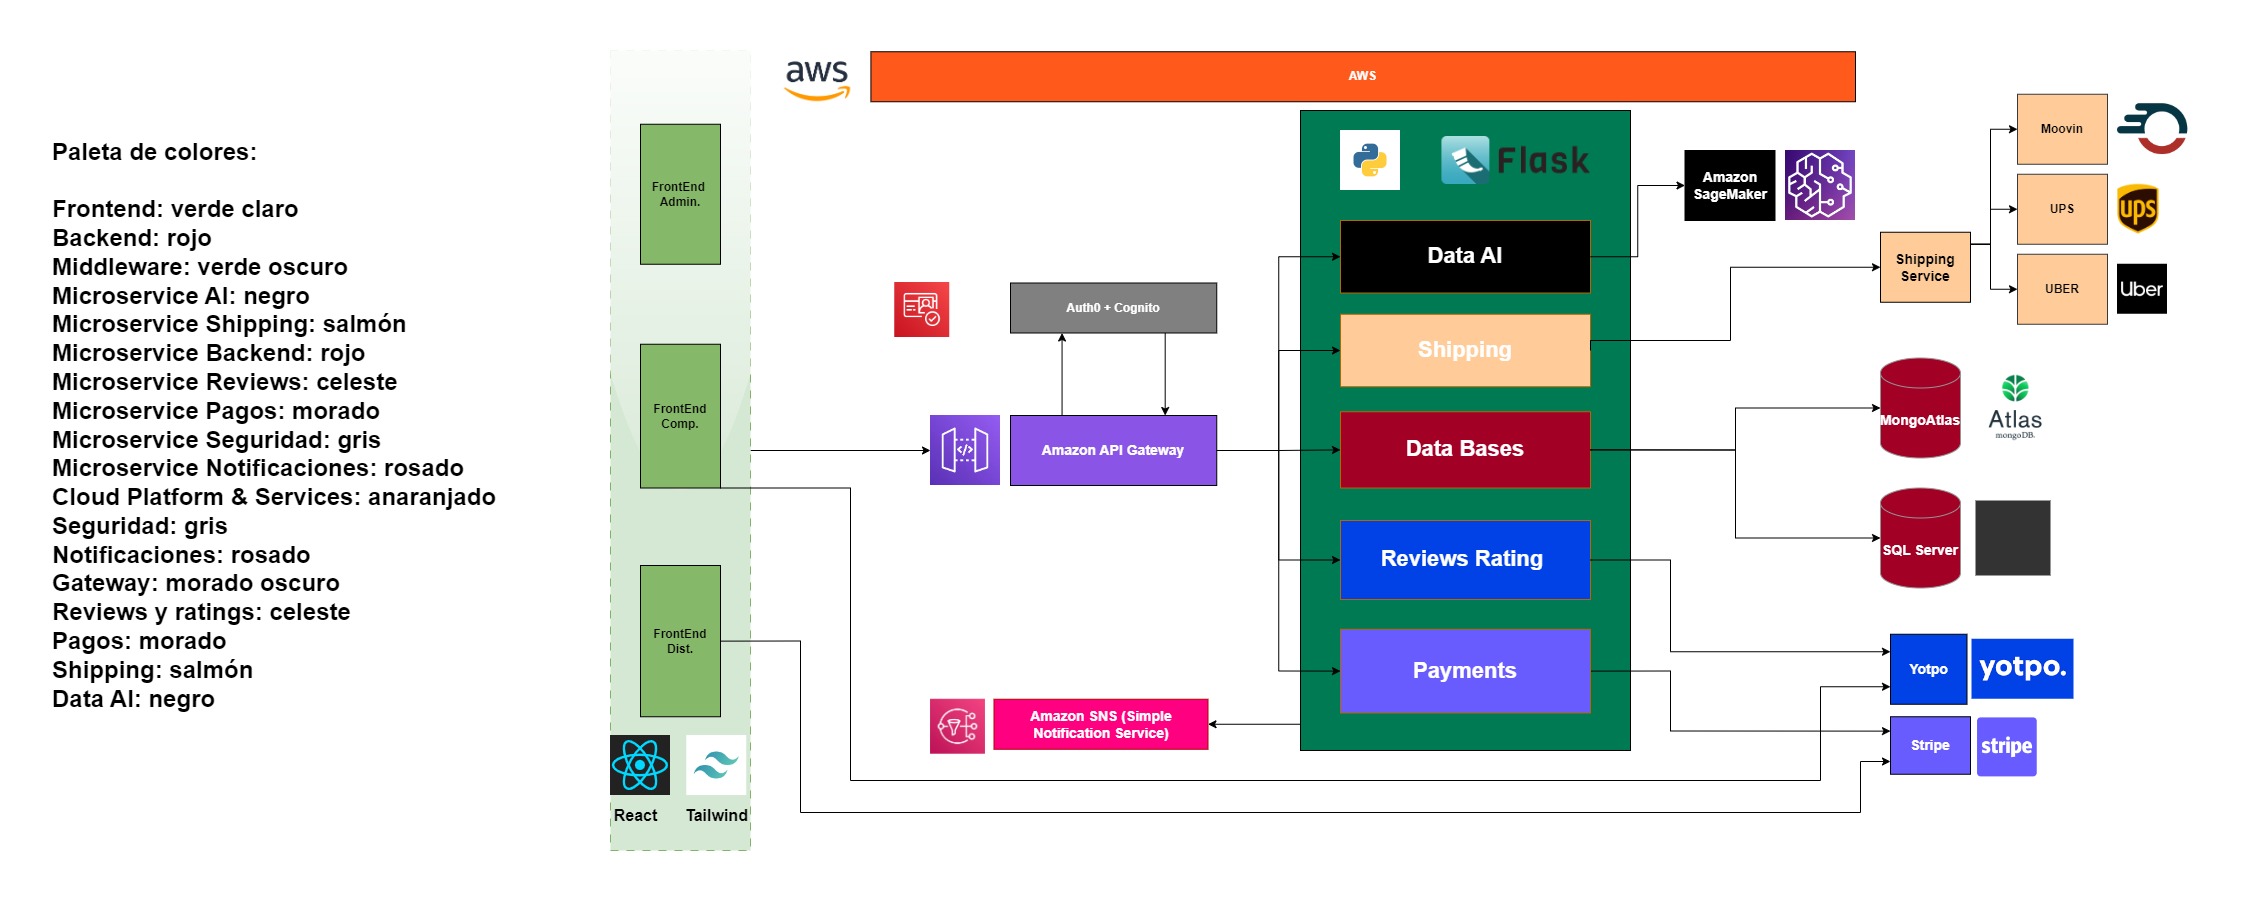 Paleta de colores:
Frontend: verde claro
Backend: rojo
Middleware: verde oscuro
Microservice AI: negro
Microservice Shipping: salmón
Microservice Backend: rojo
Microservice Reviews: celeste
Microservice Pagos: morado
Microservice Seguridad: gris
Microservice Notificaciones: rosado
Cloud Platform & Services: anaranjado
Seguridad: gris
Notificaciones: rosado
Gateway: morado oscuro
Reviews y ratings: celeste
Pagos: morado
Shipping: salmón
Data AI: negro
FrontEnd
Admin.
FrontEnd
Comp.
FrontEnd
Dist.
React
Tailwind
aws
AWS
Auth0 + Cognito
Amazon API Gateway
Amazon SNS (Simple
Notification Service)
Flask
Data AI
Shipping
Data Bases
Reviews Rating
Payments
Amazon
SageMaker
Shipping
Service
Moovin
UPS
ups
UBER
Uber
MongoAtlas
Atlas
mongoDB.
SQL Server
Yotpo
yotpo.
Stripe
stripe